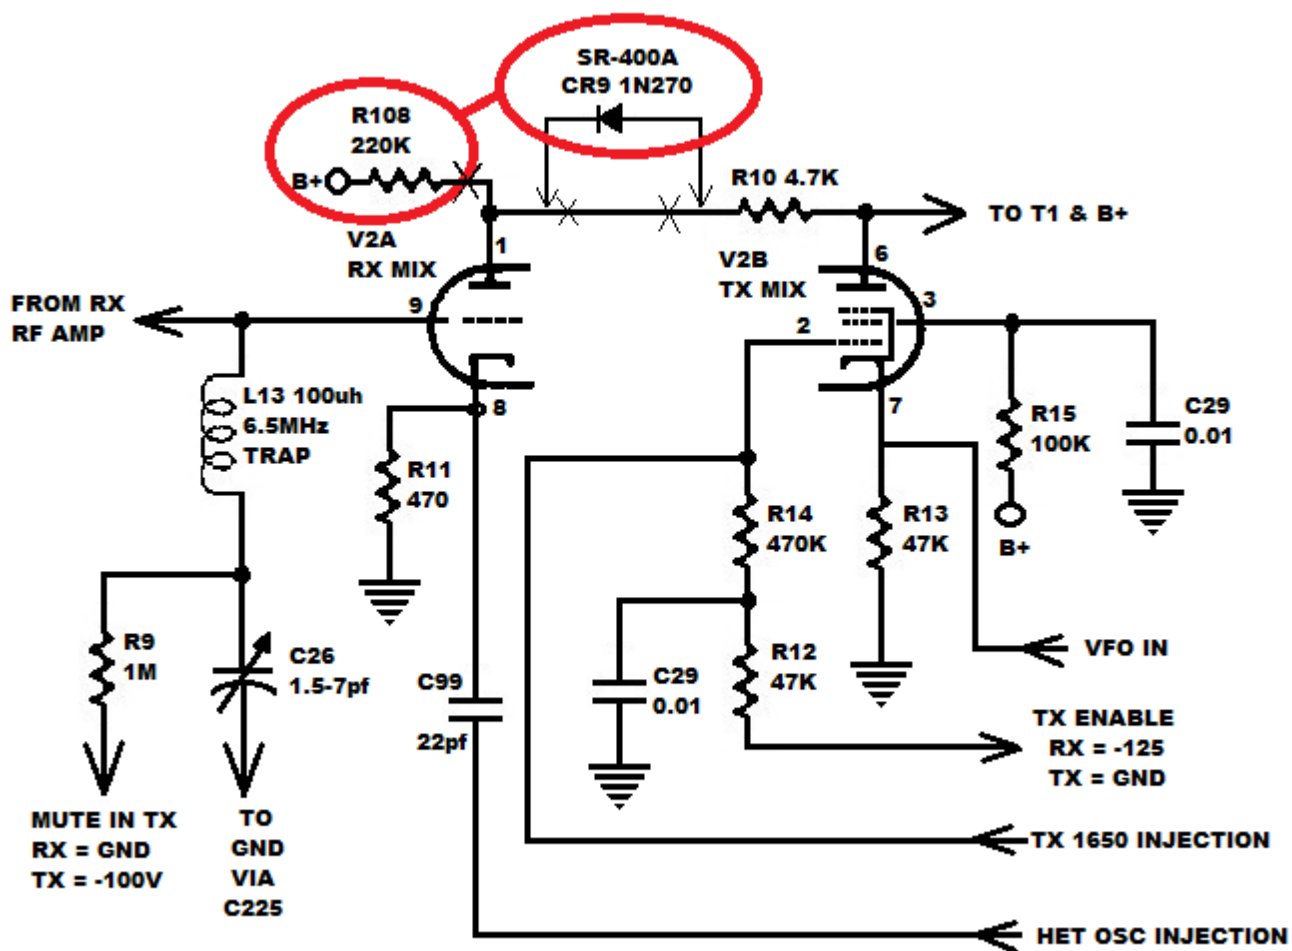 SR-400A
CR9 1N270
R108
220K
B+
R10 4.7K
TO T1 & B+
V2A
RX MIX
1
V2B
TX MIX
6
3
FROM RX
RF AMP
9
2
8
7
L13 100uh
6.5MHz
TRAP
R11
470
R15
100K
C29
0.01
R14
470K
R13
47K
B+
R9
1M
C26
1.5-7pf
C99
22pf
C29
0.01
R12
47K
VFO IN
TX ENABLE
RX = -125
TX = GND
MUTE IN TX
RX = GND
TX = -100V
TO
GND
VIA
C225
TX 1650 INJECTION
HET OSC INJECTION